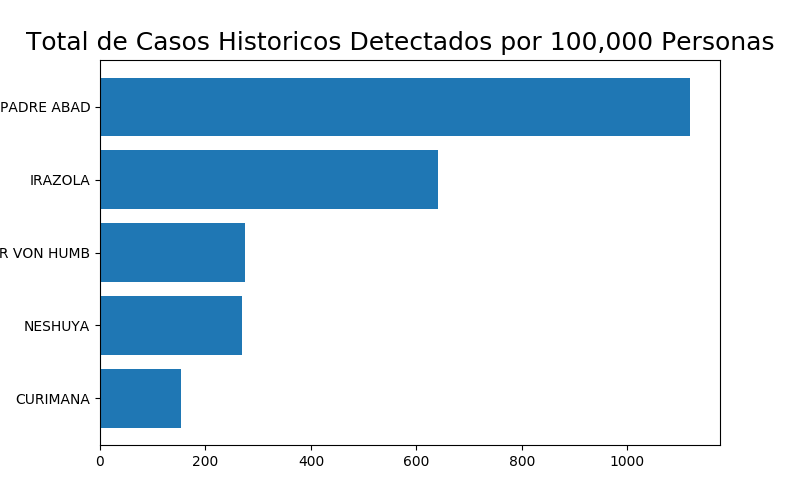 Total de Casos Historicos Detectados por 100,000 Personas
PADRE ABAD
IRAZOLA
R VON HUMB
NESHUYA
CURIMANA
0 200 400 600 800 1000